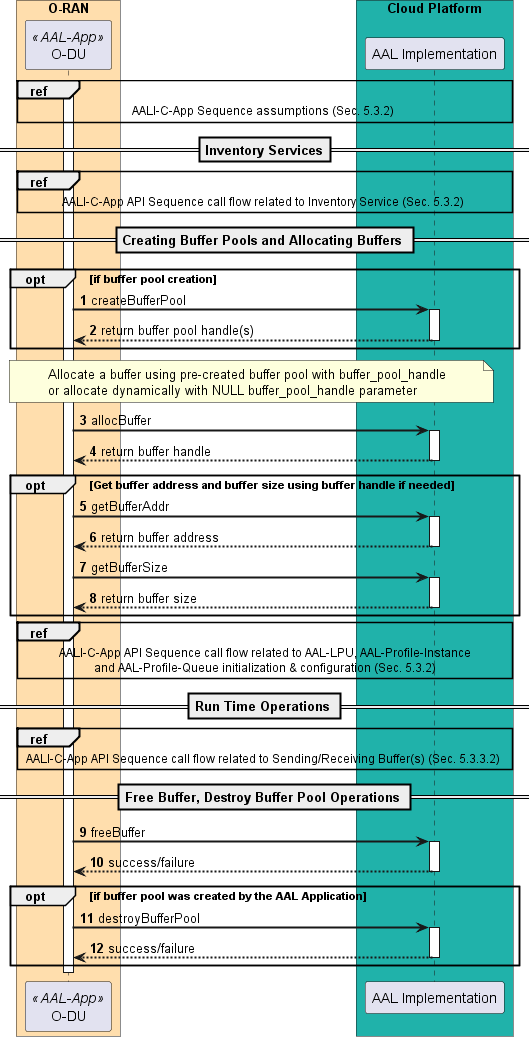 O-RAN
Cloud Platform
« AAL-App»
O-DU
AAL Implementation
ref
AALI-C-App Sequence assumptions (Sec. 5.3.2)
Inventory Services
ref
AALI-C-App API Sequence call flow related to Inventory Service (Sec. 5.3.2)
Creating Buffer Pools and Allocating Buffers
opt
[if buffer pool creation]
1 createBufferPool
2 return buffer pool handle(s)
Allocate a buffer using pre-created buffer pool with buffer_pool_handle
or allocate dynamically with NULL buffer_pool_handle parameter
3 allocBuffer
4 return buffer handle
opt
[Get buffer address and buffer size using buffer handle if needed]
5 getBufferAddr
6 return buffer address
7 getBufferSize
8 return buffer size
ref
AALI-C-App API Sequence call flow related to AAL-LPU, AAL-Profile-Instance
and AAL-Profile-Queue initialization & configuration (Sec. 5.3.2)
Run Time Operations
ref
AALI-C-App API Sequence call flow related to Sending/Receiving Buffer(s) (Sec. 5.3.3.2)
Free Buffer, Destroy Buffer Pool Operations
9 freeBuffer
10 success/failure
opt
[if buffer pool was created by the AAL Application]
11 destroyBufferPool
12 success/failure
« AAL-App»
O-DU
AAL Implementation